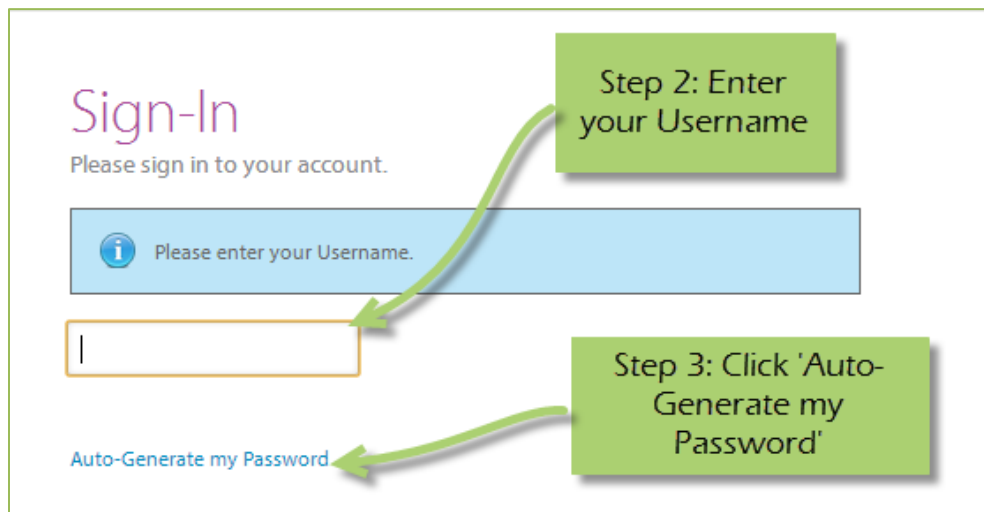 Sign-In
Please sign in to your account.
Step 2: Enter
your Username
Please enter your Username.
Step 3: Click 'Auto-
Generate my
Password'
Auto-Generate my Password